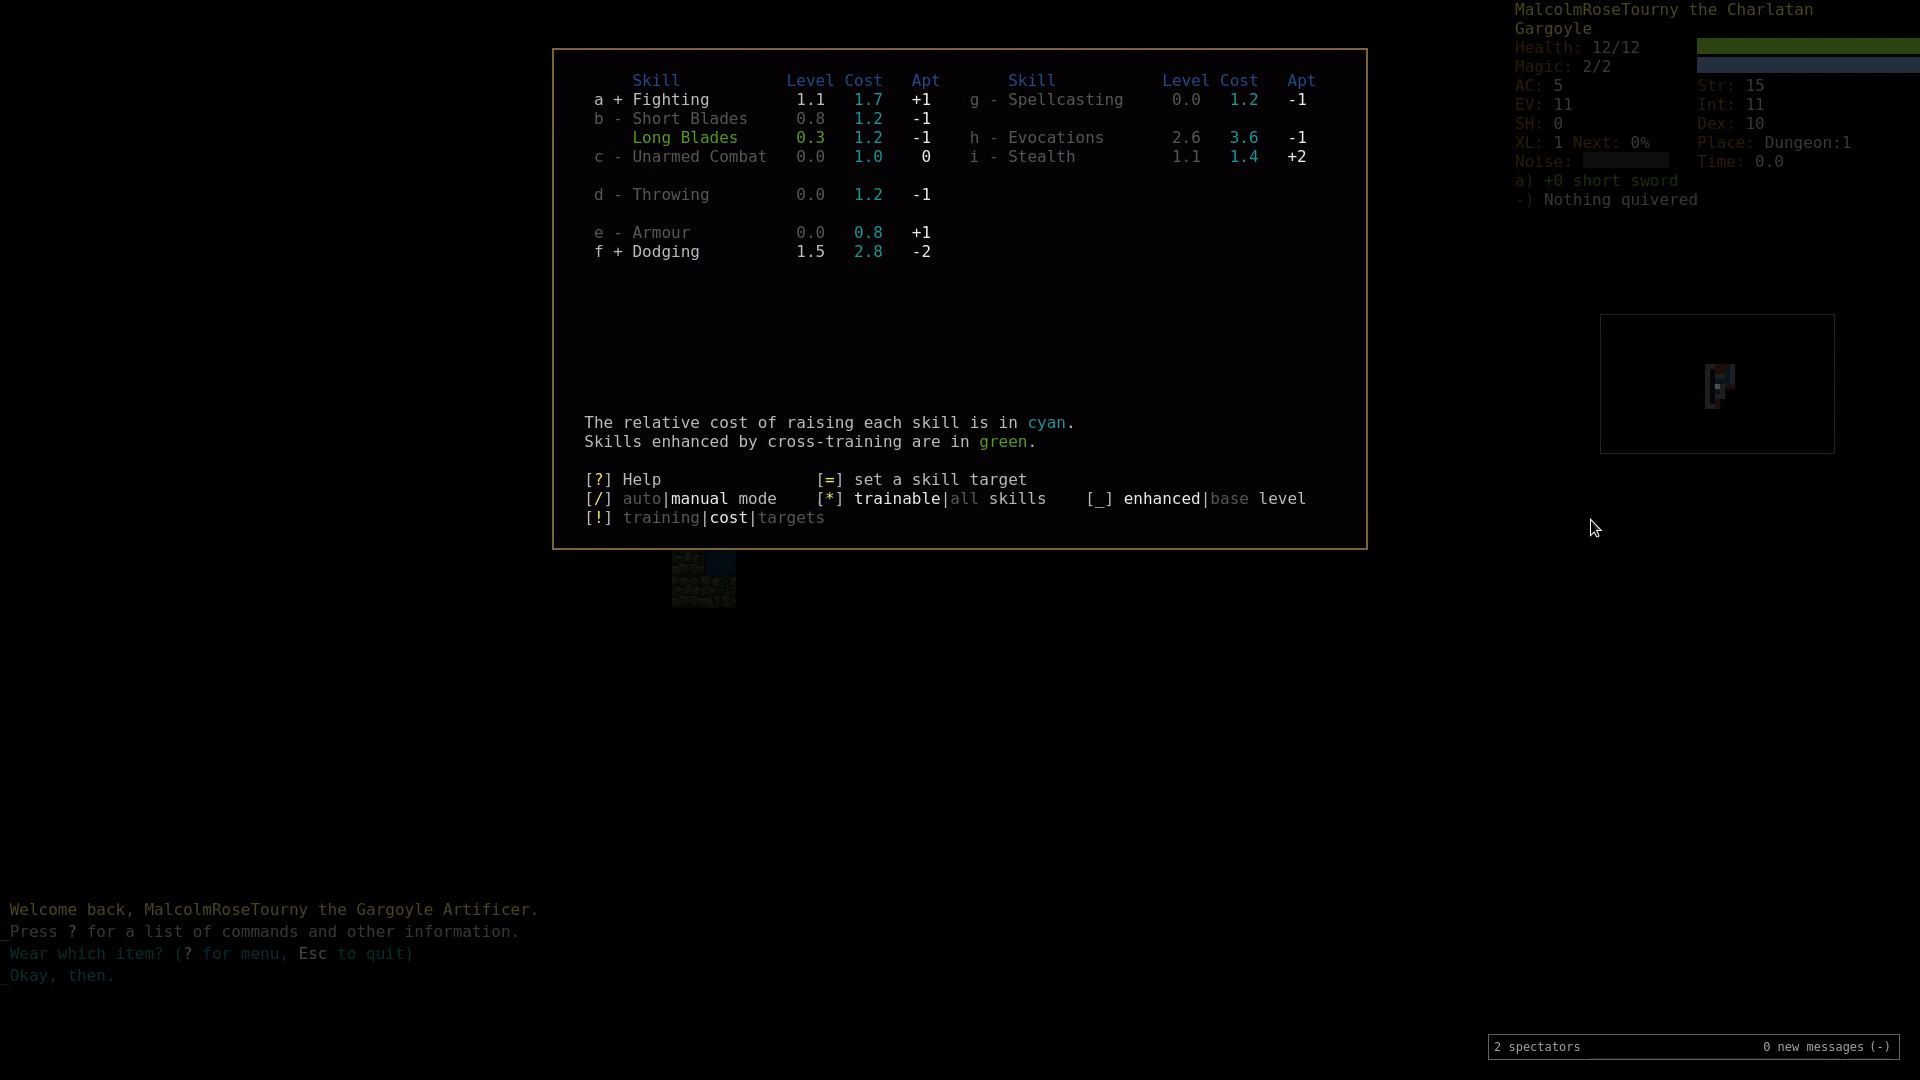 MalcolmRoseTourny the Charlatan
Gargoyle
Health: 12/12
Magic: 2/2
AC: 5 Str: 15
EV: 11 Int: 11
SH: 0 Dex: 10
XL: 1 Next: 0% Place: Dungeon:1
Noise: Time: 0.0
a) +0 short sword
-) Nothing quivered
Skill Level Cost Apt Skill Level Cost Apt
a + Fighting 1.1 1.7 +1 g - Spellcasting 0.0 1.2 -1
b - Short Blades 0.8 1.2 -1
Long Blades 0.3 1.2 -1 h - Evocations 2.6 3.6 -1
c - Unarmed Combat 0.0 1.0 0 i - Stealth 1.1 1.4 +2
d - Throwing 0.0 1.2 -1
e - Armour 0.0 0.8 +1
f + Dodging 1.5 2.8 -2
The relative cost of raising each skill is in cyan.
Skills enhanced by cross-training are in green.
[?] Help [=] set a skill target
[/] auto|manual mode [*] trainable|all skills [_] enhanced|base level
[!] training|cost|targets
Welcome back, MalcolmRoseTourny the Gargoyle Artificer.
_Press ? for a list of commands and other information.
Wear which item? (? for menu, Esc to quit)
_Okay, then.
2 spectators 0 new messages (-)